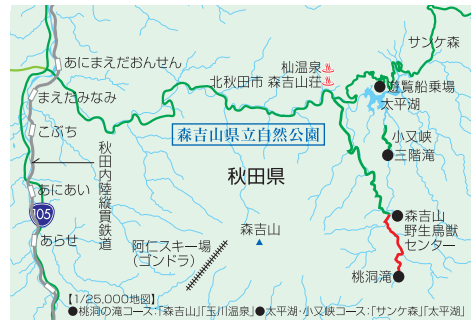 サンケ森
あにまえだおんせん
杣温泉
北秋田市 森吉山荘
遊覧船乗場
太平湖
まえだみなみ
森吉山県立自然公園
小又峡
三階滝
こぶち
秋田内陸縦貫鉄道
秋田県
あにあい
105
森吉山
野生鳥獣
センター
あらせ
森吉山
阿仁スキー場
(ゴンドラ)
桃洞滝
【1/25,000地図】
●桃洞の滝コース:「森吉山」「玉川温泉」●太平湖・小又峡コース:「サンケ森」「太平湖」